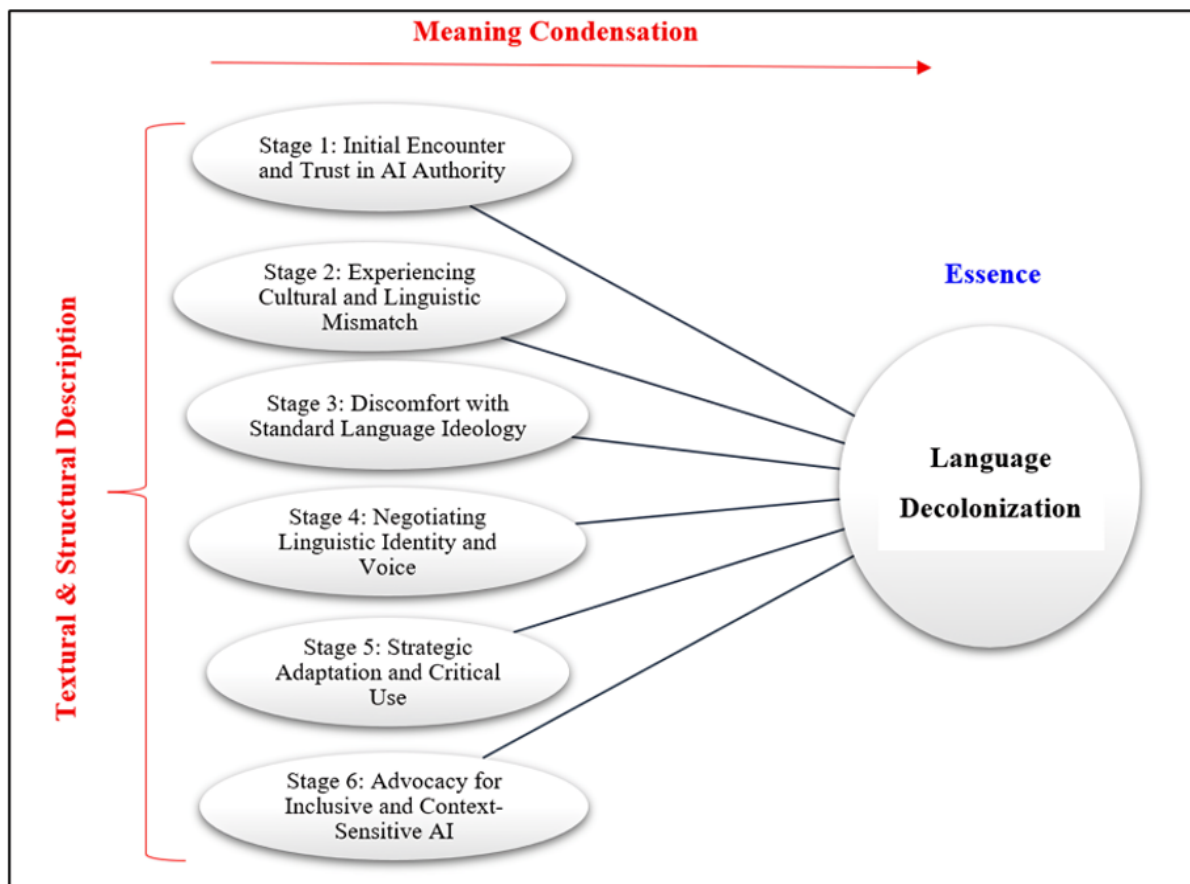 Meaning Condensation
Textural & Structural Description
Stage 1: Initial Encounter
and Trust in AI Authority
Stage 2: Experiencing
Cultural and Linguistic
Mismatch
Stage 3: Discomfort with
Standard Language Ideology
Stage 4: Negotiating
Linguistic Identity and
Voice
Stage 5: Strategic
Adaptation and Critical
Use
Stage 6: Advocacy for
Inclusive and Context-
Sensitive AI
Essence
Language
Decolonization